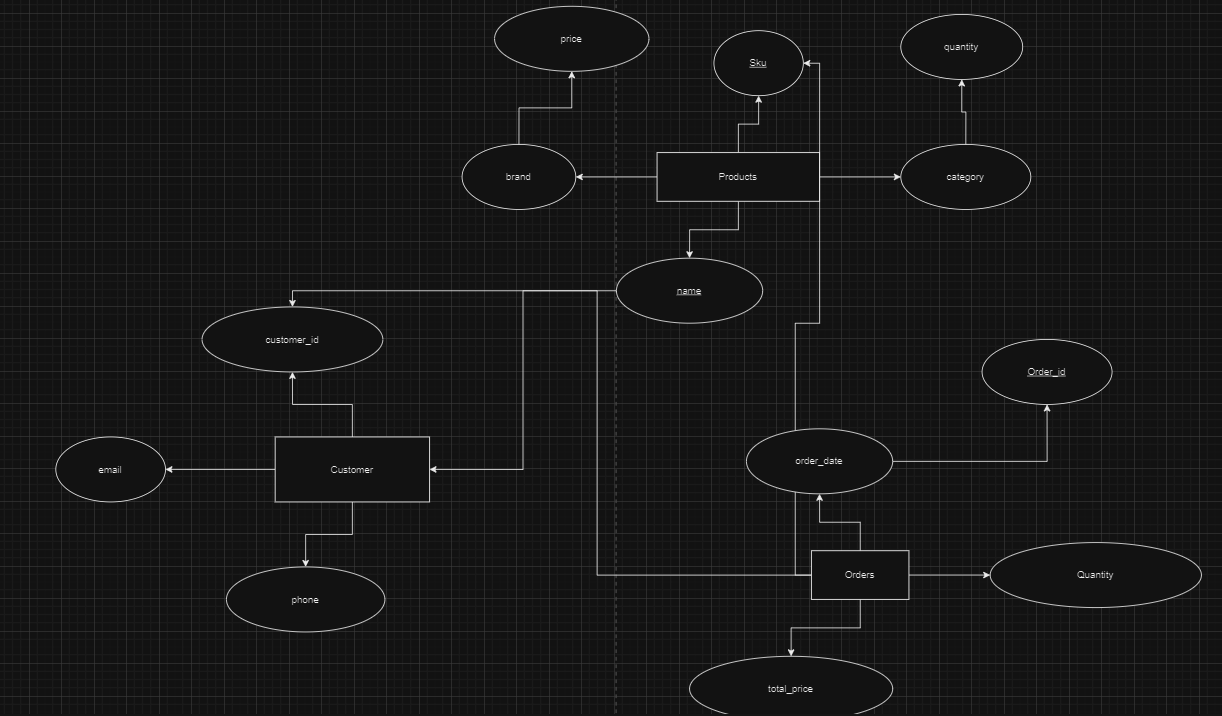 price
Sku
quantity
brand
Products
category
name
customer_id
Order_id
email
Customer
order_date
phone
Orders
Quantity
total_price